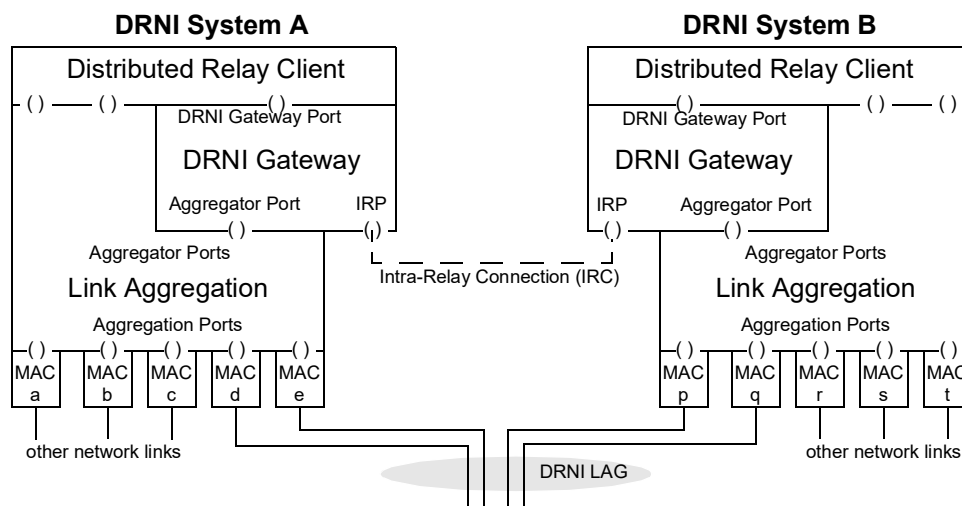 DRNI System A
DRNI System B
Distributed Relay Client
Distributed Relay Client
( ) ( ) ( ) ( ) ( ) ( )
DRNI Gateway Port
DRNI Gateway Port
DRNI Gateway
DRNI Gateway
Aggregator Port IRP
IRP Aggregator Port
( ) ( ) ( ) ( )
Aggregator Ports
Intra-Relay Connection (IRC)
Aggregator Ports
Link Aggregation
Link Aggregation
Aggregation Ports
Aggregation Ports
( ) ( ) ( ) ( ) ( ) ( ) ( ) ( ) ( ) ( )
MAC MAC MAC MAC MAC MAC MAC MAC MAC MAC
a b c d e p q r s t
other network links
other network links
DRNI LAG